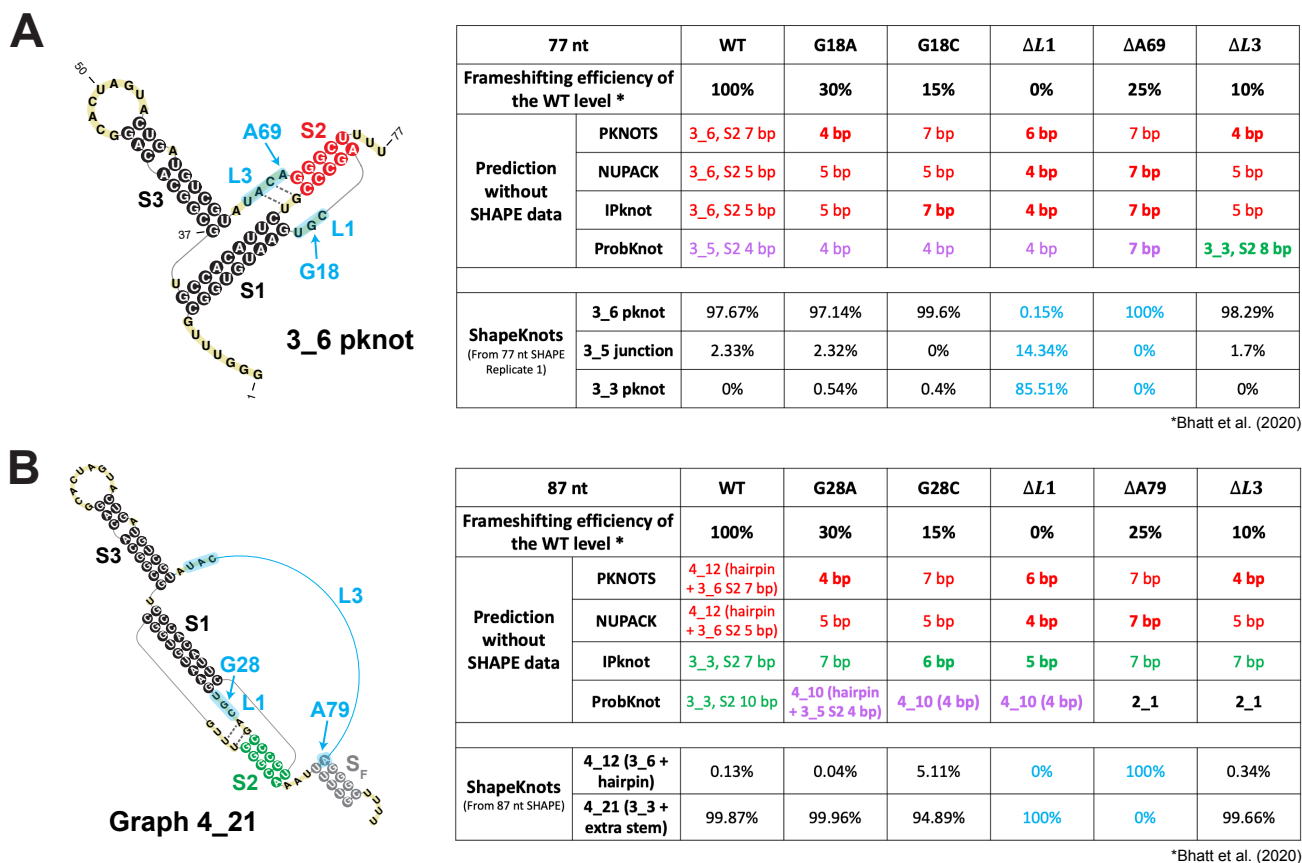 A
50
A69
S2
77
L3
S3
37
L1
G18
S1
3_6 pknot
1
77 nt WT G18A G18C ΔL1 ΔA69 ΔL3
Frameshifting efficiency of the WT level * 100% 30% 15% 0% 25% 10%
Prediction without SHAPE data
PKNOTS 3_6, S2 7 bp 4 bp 7 bp 6 bp 7 bp 4 bp
NUPACK 3_6, S2 5 bp 5 bp 5 bp 4 bp 7 bp 5 bp
IPknot 3_6, S2 5 bp 5 bp 7 bp 4 bp 7 bp 5 bp
ProbKnot 3_5, S2 4 bp 4 bp 4 bp 4 bp 7 bp 3_3, S2 8 bp
ShapeKnots
(From 77 nt SHAPE
Replicate 1)
3_6 pknot 97.67% 97.14% 99.6% 0.15% 100% 98.29%
3_5 junction 2.33% 2.32% 0% 14.34% 0% 1.7%
3_3 pknot 0% 0.54% 0.4% 85.51% 0% 0%
*Bhatt et al. (2020)
B
S3
L3
S1
G28
L1
A79
S2
SF
Graph 4_21
87 nt WT G28A G28C ΔL1 ΔA79 ΔL3
Frameshifting efficiency of the WT level * 100% 30% 15% 0% 25% 10%
Prediction without SHAPE data
PKNOTS 4_12 (hairpin + 3_6 S2 7 bp) 4 bp 7 bp 6 bp 7 bp 4 bp
NUPACK 4_12 (hairpin + 3_6 S2 5 bp) 5 bp 5 bp 4 bp 7 bp 5 bp
IPknot 3_3, S2 7 bp 7 bp 6 bp 5 bp 7 bp 7 bp
ProbKnot 3_3, S2 10 bp 4_10 (hairpin + 3_5 S2 4 bp) 4_10 (4 bp) 4_10 (4 bp) 2_1 2_1
ShapeKnots
(From 87 nt SHAPE)
4_12 (3_6 + hairpin) 0.13% 0.04% 5.11% 0% 100% 0.34%
4_21 (3_3 + extra stem) 99.87% 99.96% 94.89% 100% 0% 99.66%
*Bhatt et al. (2020)